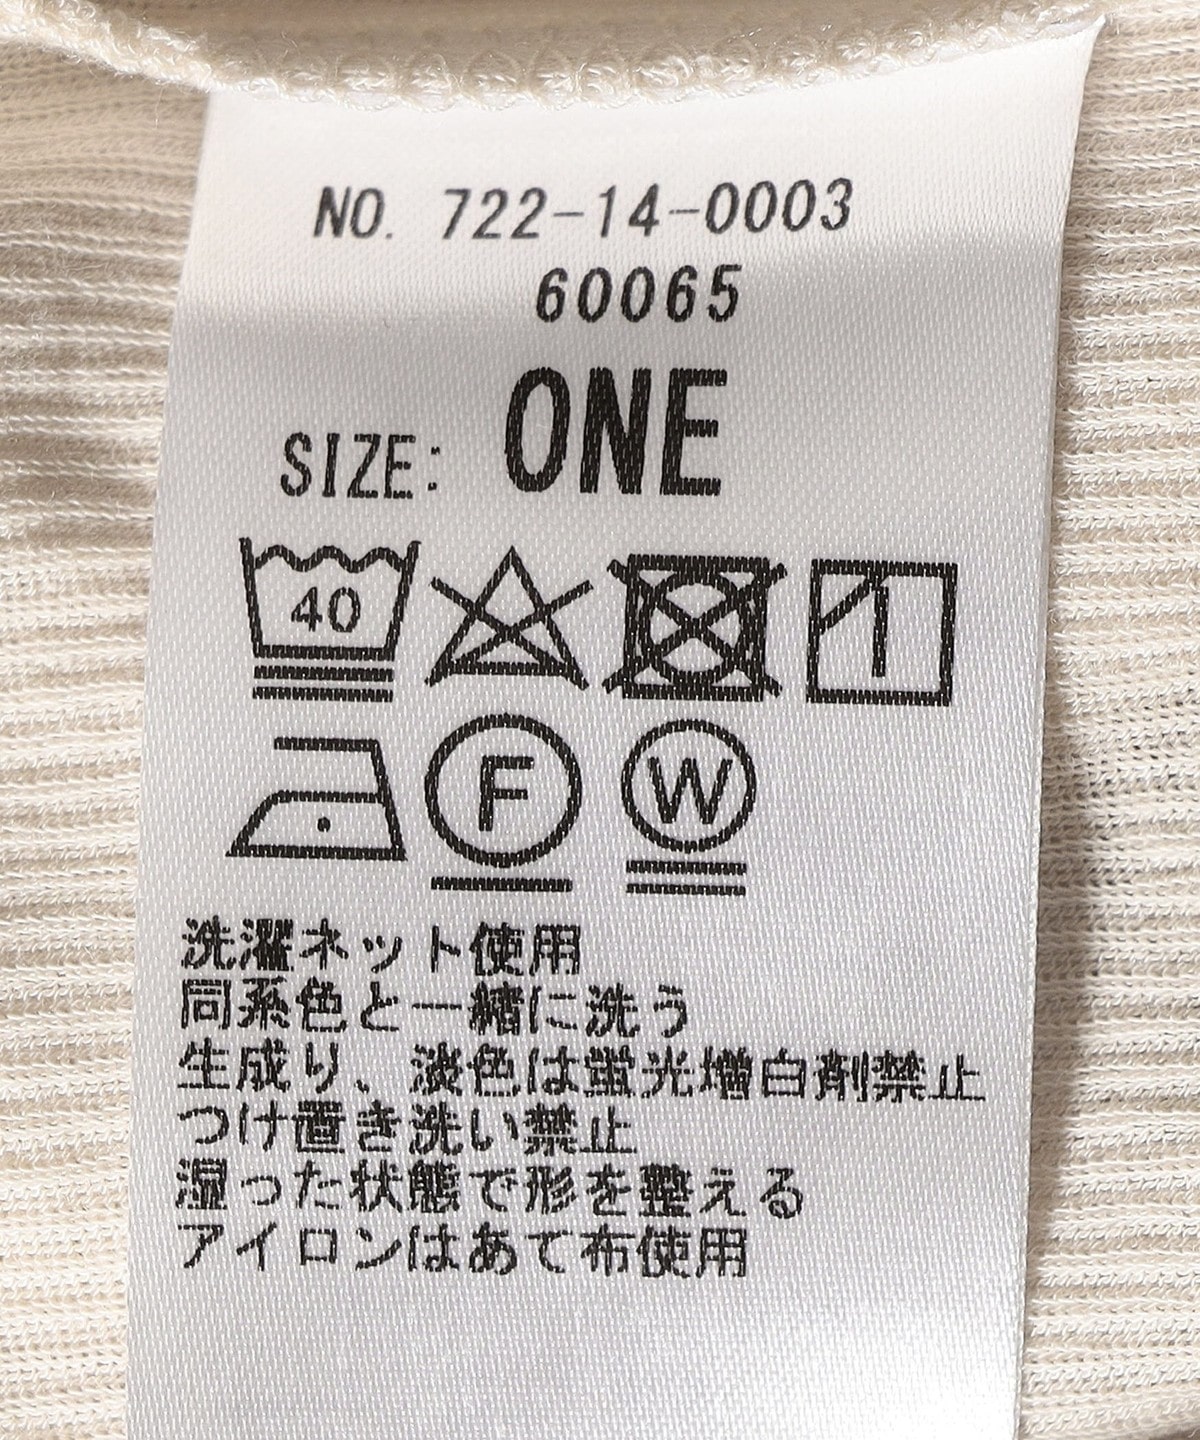 NO. 722-14-0003
60065
SIZE: ONE
40
F
W
洗濯ネット使用
同系色と一緒に洗う
生成り、淡色は蛍光増白剤禁止
つけ置き洗い禁止
湿った状態で形を整える
アイロンはあて布使用